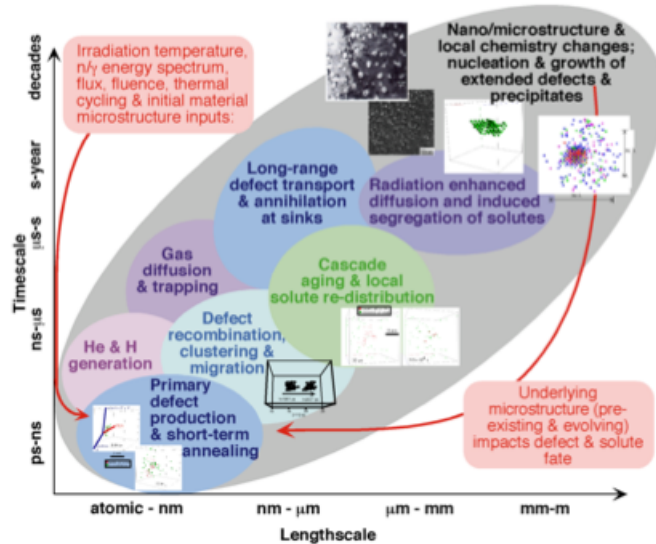 Irradiation temperature,
n/γ energy spectrum,
flux, fluence, thermal
cycling & initial material
microstructure inputs:
Nano/microstructure &
local chemistry changes;
nucleation & growth of
extended defects &
precipitates
Long-range
defect transport
& annihilation
at sinks
Radiation enhanced
diffusion and induced
segregation of solutes
Gas
diffusion
& trapping
Cascade
aging & local
solute re-distribution
He & H
generation
Defect
recombination,
clustering &
migration
Primary
defect
production
& short-term
annealing
Underlying
microstructure (pre-
existing & evolving)
impacts defect & solute
fate
Timescale
decades
s-year
μs-s
ns-μs
ps-ns
atomic - nm
nm - μm
μm - mm
mm-m
Lengthscale